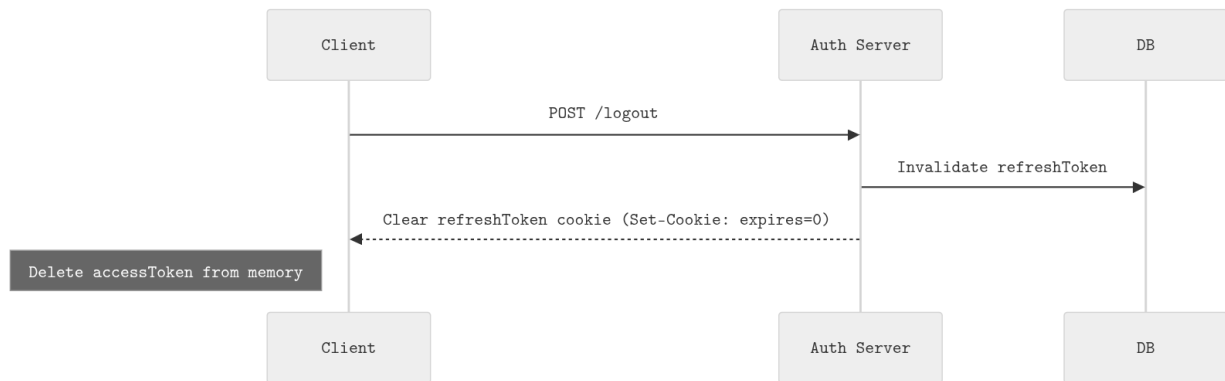 Client
Auth Server
DB
POST /logout
Invalidate refreshToken
Clear refreshToken cookie (Set-Cookie: expires=0)
Delete accessToken from memory
Client
Auth Server
DB